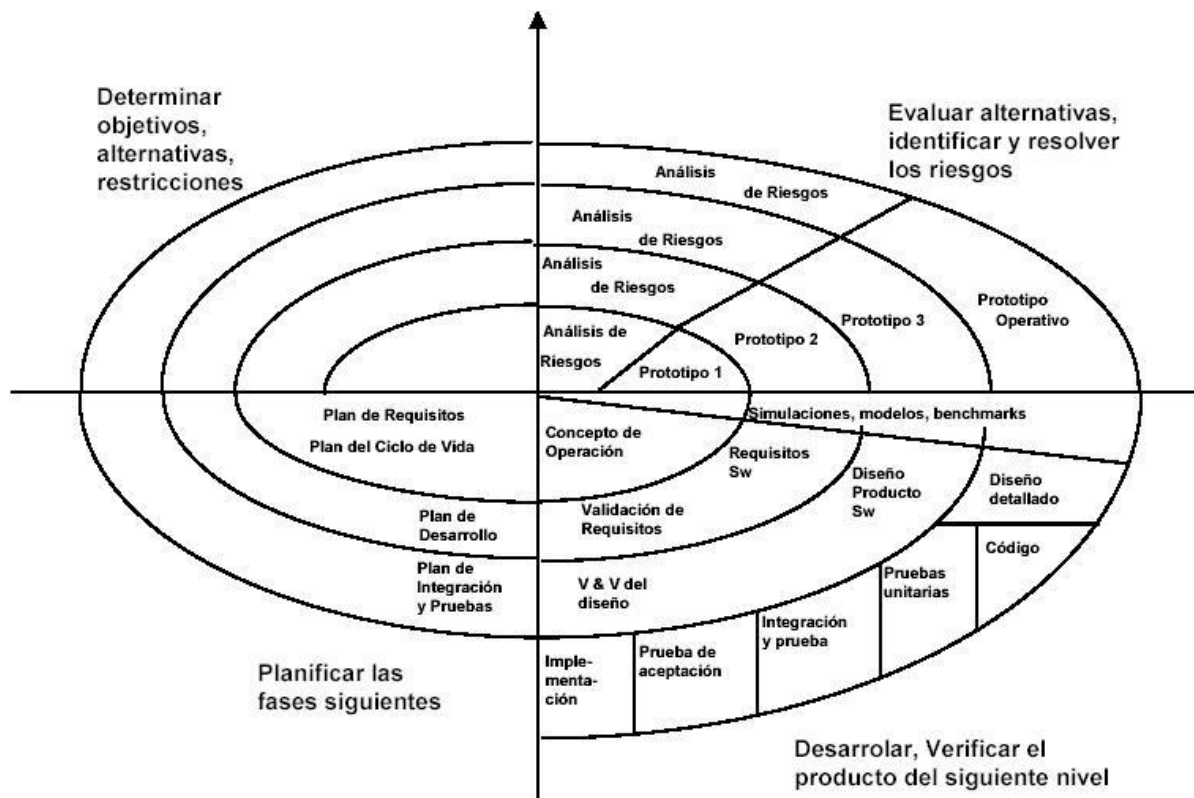 Determinar
objetivos,
alternativas,
restricciones
Evaluar alternativas,
identificar y resolver
los riesgos
Análisis
de Riesgos
Análisis
de Riesgos
Análisis
de Riesgos
Análisis de
Riesgos
Prototipo 1
Prototipo 2
Prototipo 3
Prototipo
Operativo
Simulaciones, modelos, benchmarks
Plan de Requisitos
Plan del Ciclo de Vida
Concepto de
Operación
Requisitos
Sw
Diseño
Producto
Sw
Diseño
detallado
Plan de
Desarrollo
Validación de
Requisitos
Código
Plan de
Integración
y Pruebas
V & V del
diseño
Pruebas
unitarias
Integración
y prueba
Prueba de
aceptación
Imple-
menta-
ción
Planificar las
fases siguientes
Desarrolar, Verificar el
producto del siguiente nivel